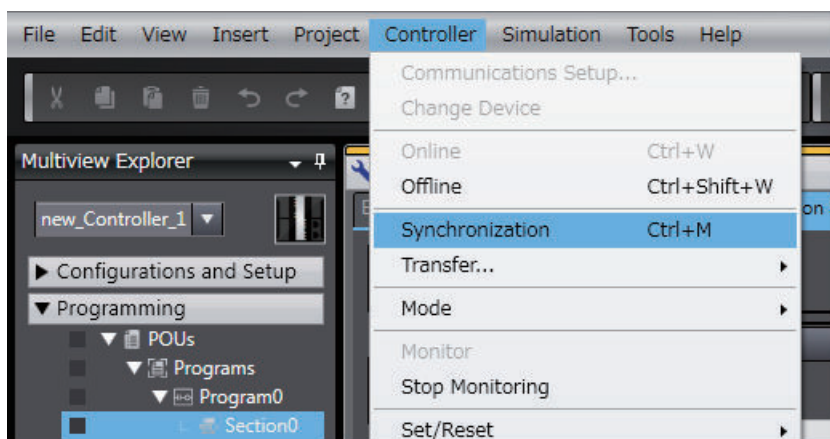 File Edit View Insert Project Controller Simulation Tools Help
Communications Setup...
Change Device
Online Ctrl+W
Offline Ctrl+Shift+W
Synchronization Ctrl+M
Transfer...
Mode
Monitor
Stop Monitoring
Set/Reset
Multiview Explorer
new_Controller_1
Configurations and Setup
Programming
POUs
Programs
Program0
Section0
on